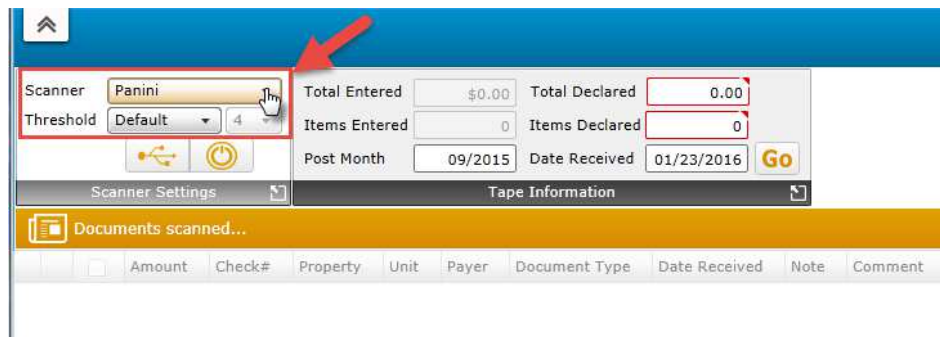 Scanner Panini Total Entered $0.00 Total Declared 0.00
Threshold Default 4 Items Entered 0 Items Declared 0
Post Month 09/2015 Date Received 01/23/2016 Go
Scanner Settings Tape Information
Documents scanned...
Amount Check# Property Unit Payer Document Type Date Received Note Comment